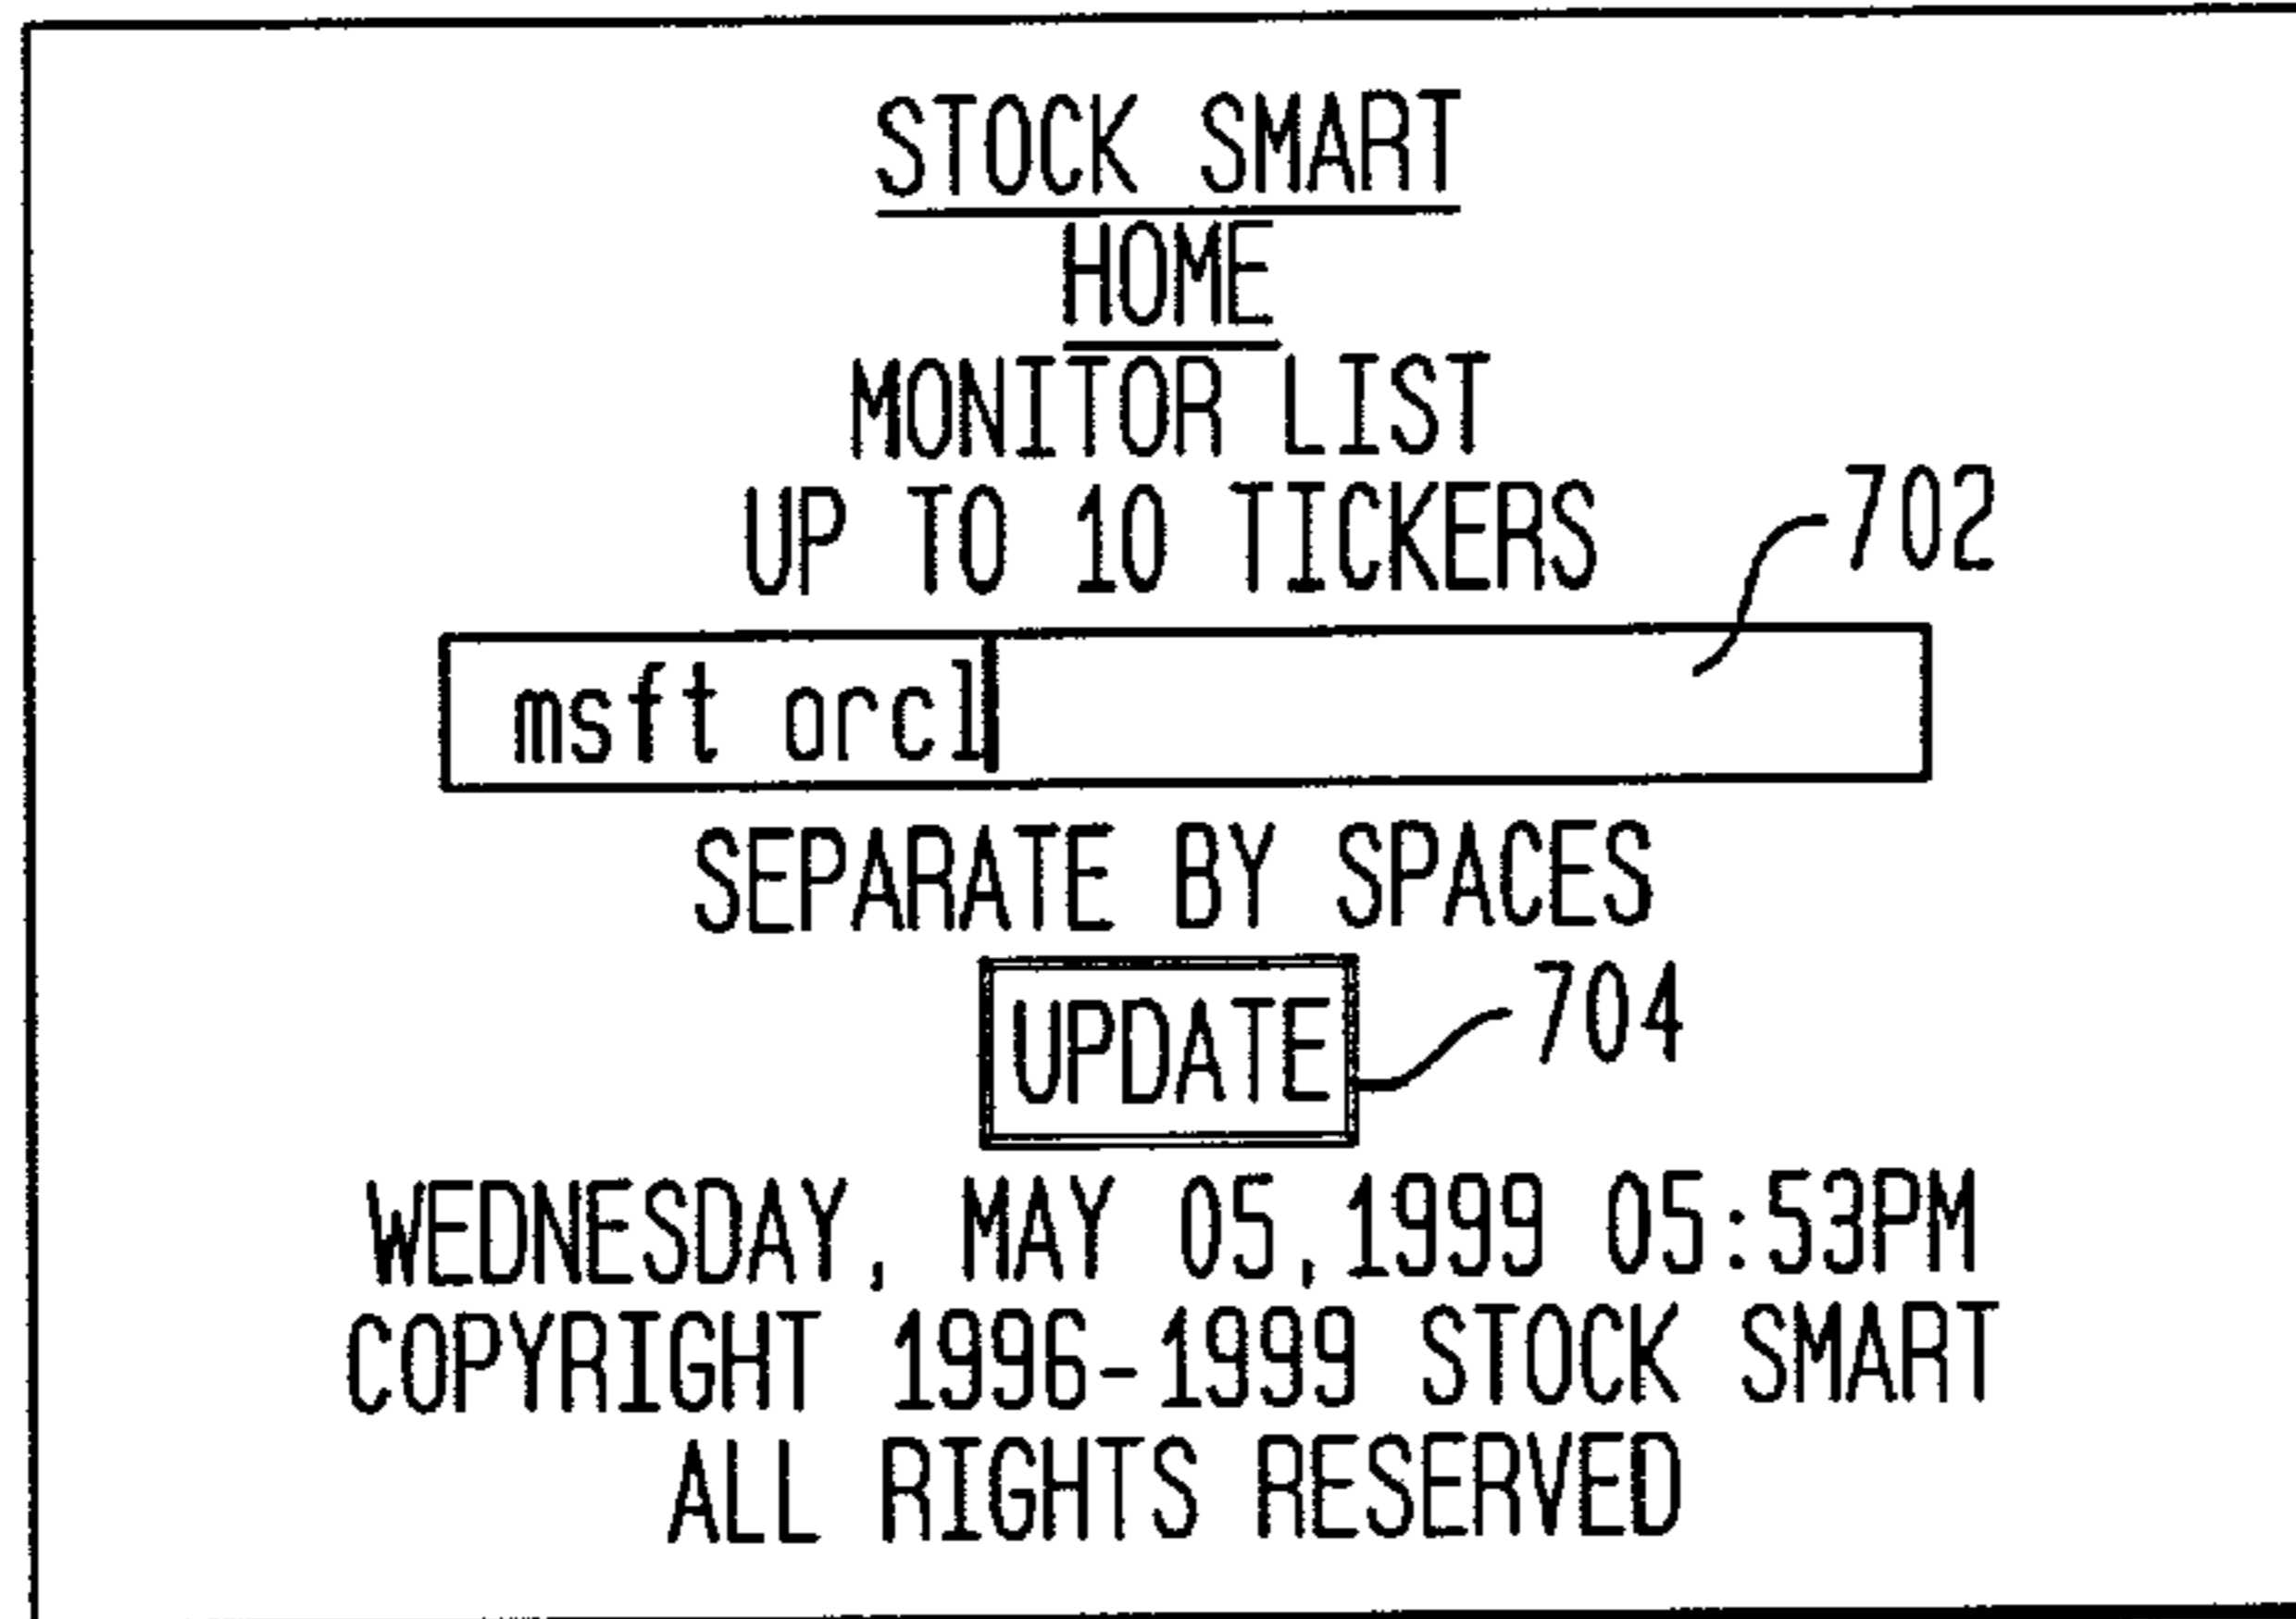 STOCK SMART
HOME
MONITOR LIST
UP TO 10 TICKERS
702
msft orcl
SEPARATE BY SPACES
UPDATE
704
WEDNESDAY, MAY 05,1999 05:53PM
COPYRIGHT 1996-1999 STOCK SMART
ALL RIGHTS RESERVED